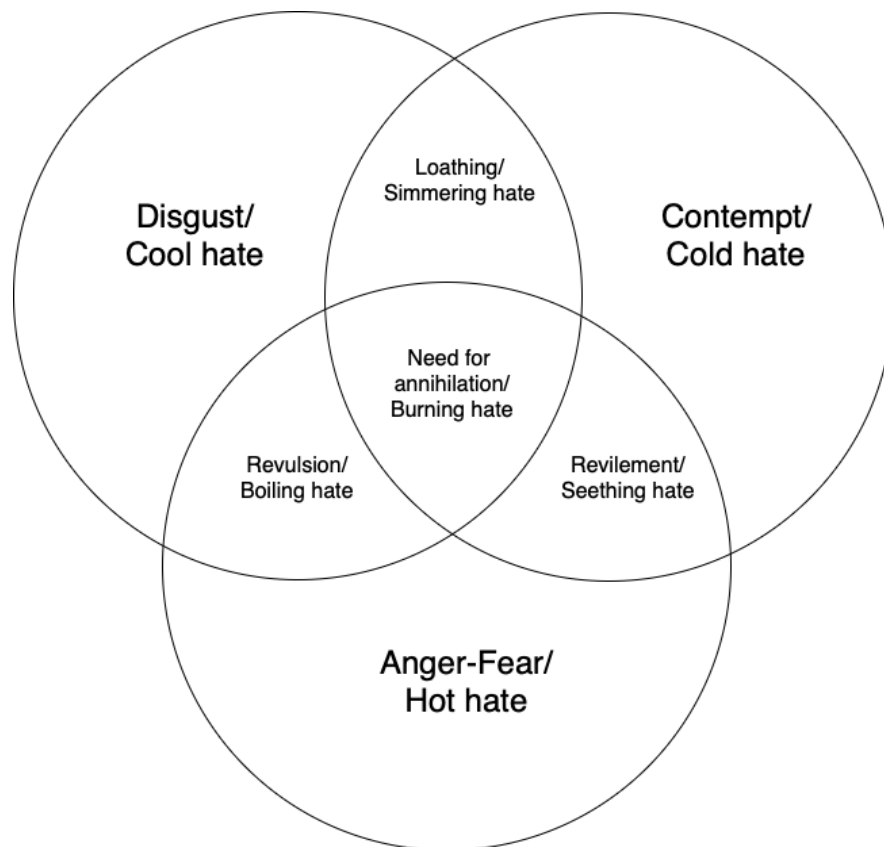 Loathing/
Simmering hate
Disgust/
Cool hate
Contempt/
Cold hate
Need for
annihilation/
Burning hate
Revulsion/
Boiling hate
Revilement/
Seething hate
Anger-Fear/
Hot hate